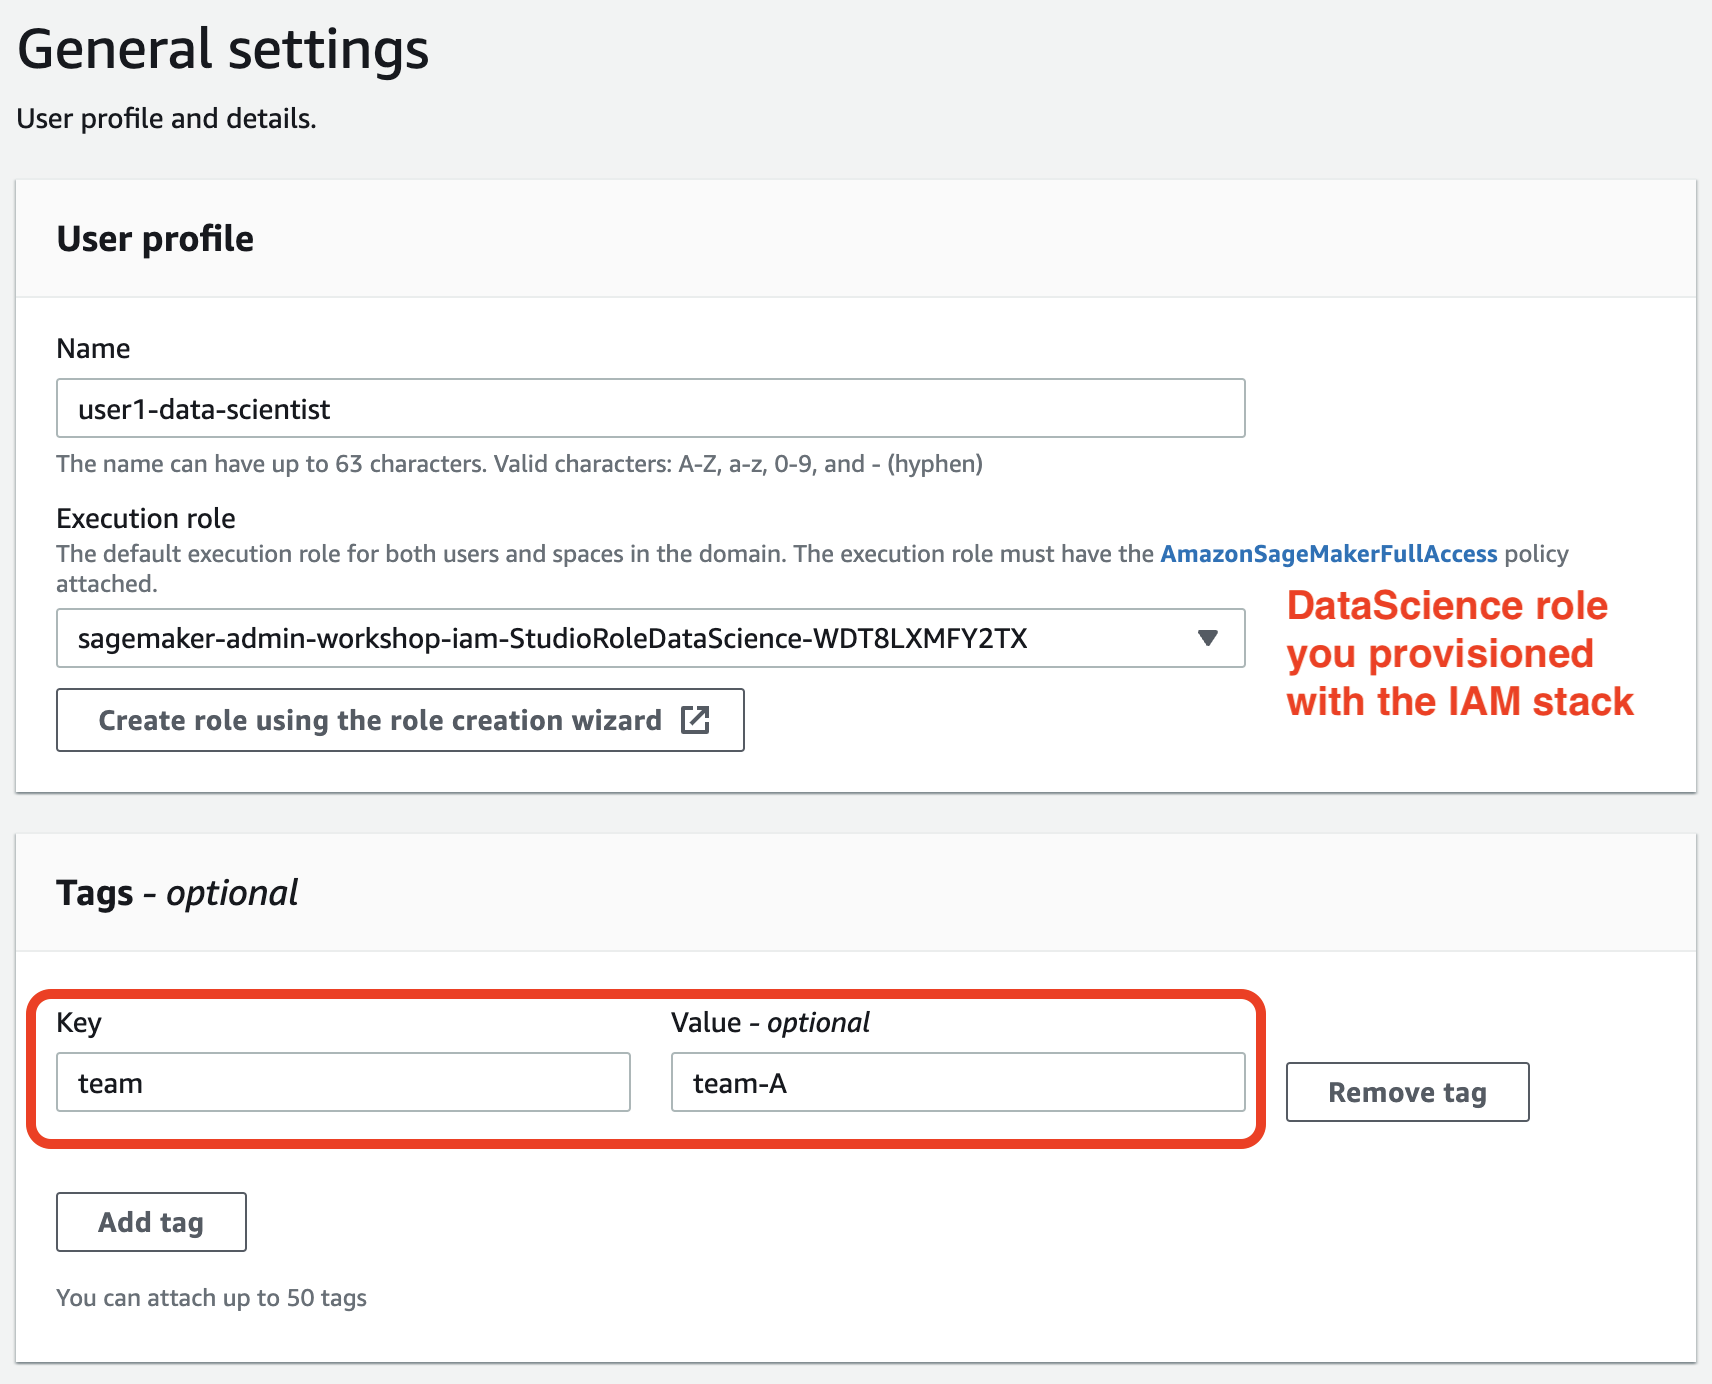 General settings
User profile and details.
User profile
Name
user1-data-scientist
The name can have up to 63 characters. Valid characters: A-Z, a-z, 0-9, and - (hyphen)
Execution role
The default execution role for both users and spaces in the domain. The execution role must have the AmazonSageMakerFullAccess policy
attached.
sagemaker-admin-workshop-iam-StudioRoleDataScience-WDT8LXMFY2TX
DataScience role
you provisioned
with the IAM stack
Create role using the role creation wizard
Tags - optional
Key
Value - optional
team
team-A
Remove tag
Add tag
You can attach up to 50 tags